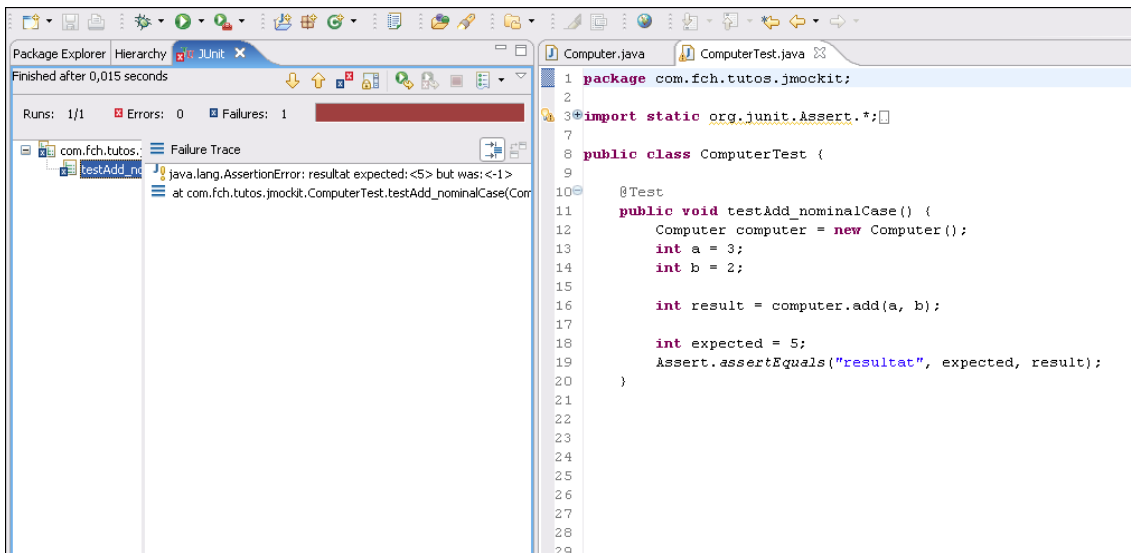 Package Explorer Hierarchy JUnit
Finished after 0,015 seconds
Runs: 1/1 Errors: 0 Failures: 1
com.fch.tutos.
testAdd_no
Failure Trace
java.lang.AssertionError: resultat expected:<5> but was:<-1>
at com.fch.tutos.jmockit.ComputerTest.testAdd_nominalCase(Com
Computer.java ComputerTest.java
1 package com.fch.tutos.jmockit;
2
3 import static org.junit.Assert.*;
7
8 public class ComputerTest {
9
10 @Test
11 public void testAdd_nominalCase() {
12 Computer computer = new Computer();
13 int a = 3;
14 int b = 2;
15
16 int result = computer.add(a, b);
17
18 int expected = 5;
19 Assert.assertEquals("resultat", expected, result);
20 }
21
22
23
24
25
26
27
28
29